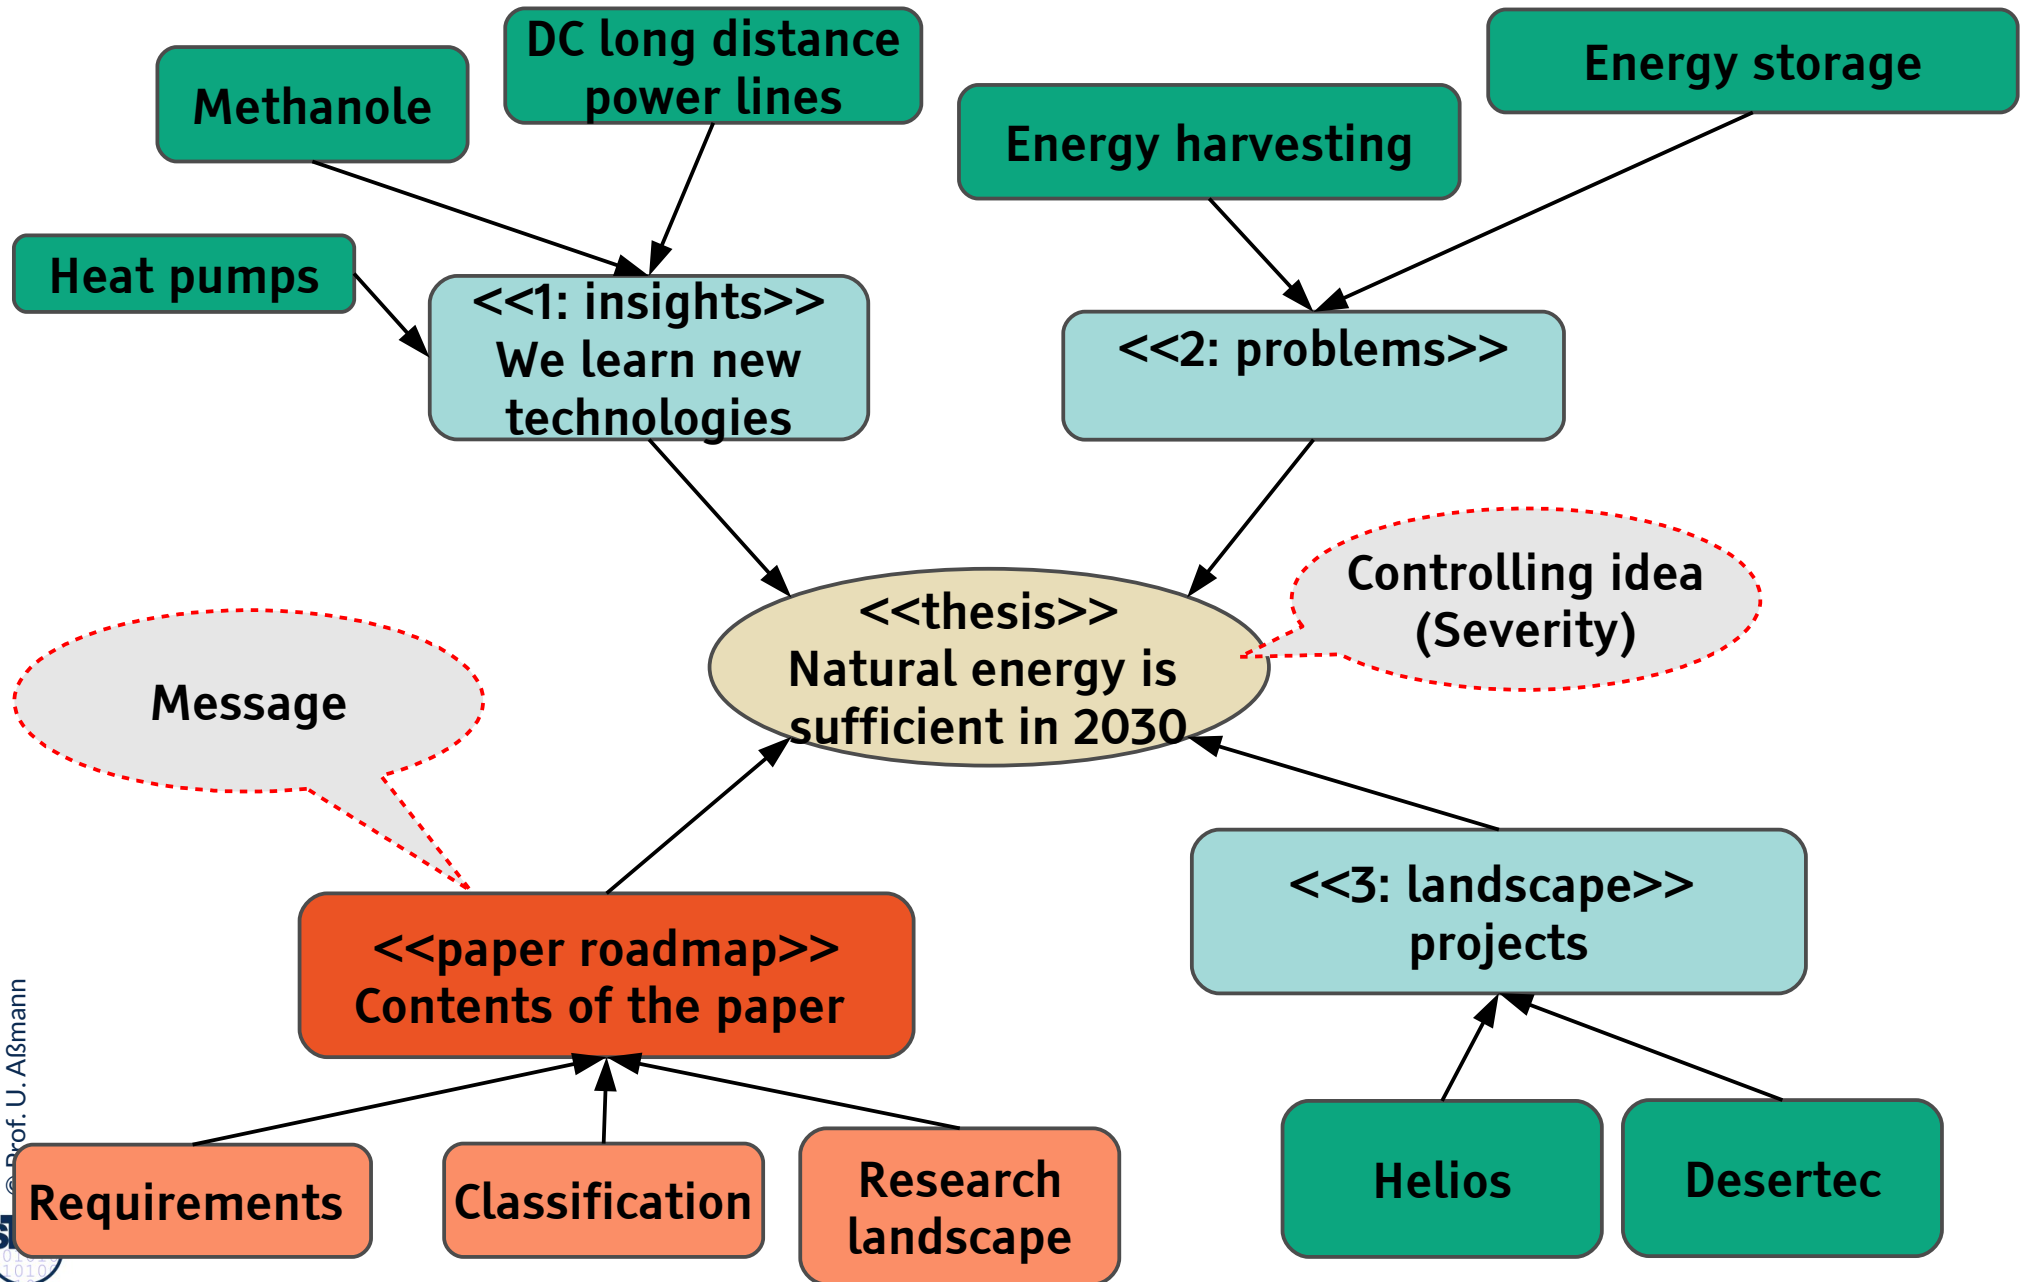 DC long distance
power lines
Methanole
Energy storage
Energy harvesting
Heat pumps
<<1: insights>>
We learn new
technologies
<<2: problems>>
Controlling idea
(Severity)
<<thesis>>
Natural energy is
sufficient in 2030
Message
<<3: landscape>>
projects
<<paper roadmap>>
Contents of the paper
Requirements
Classification
Research
landscape
Helios
Desertec
© Prof. U. Aßmann